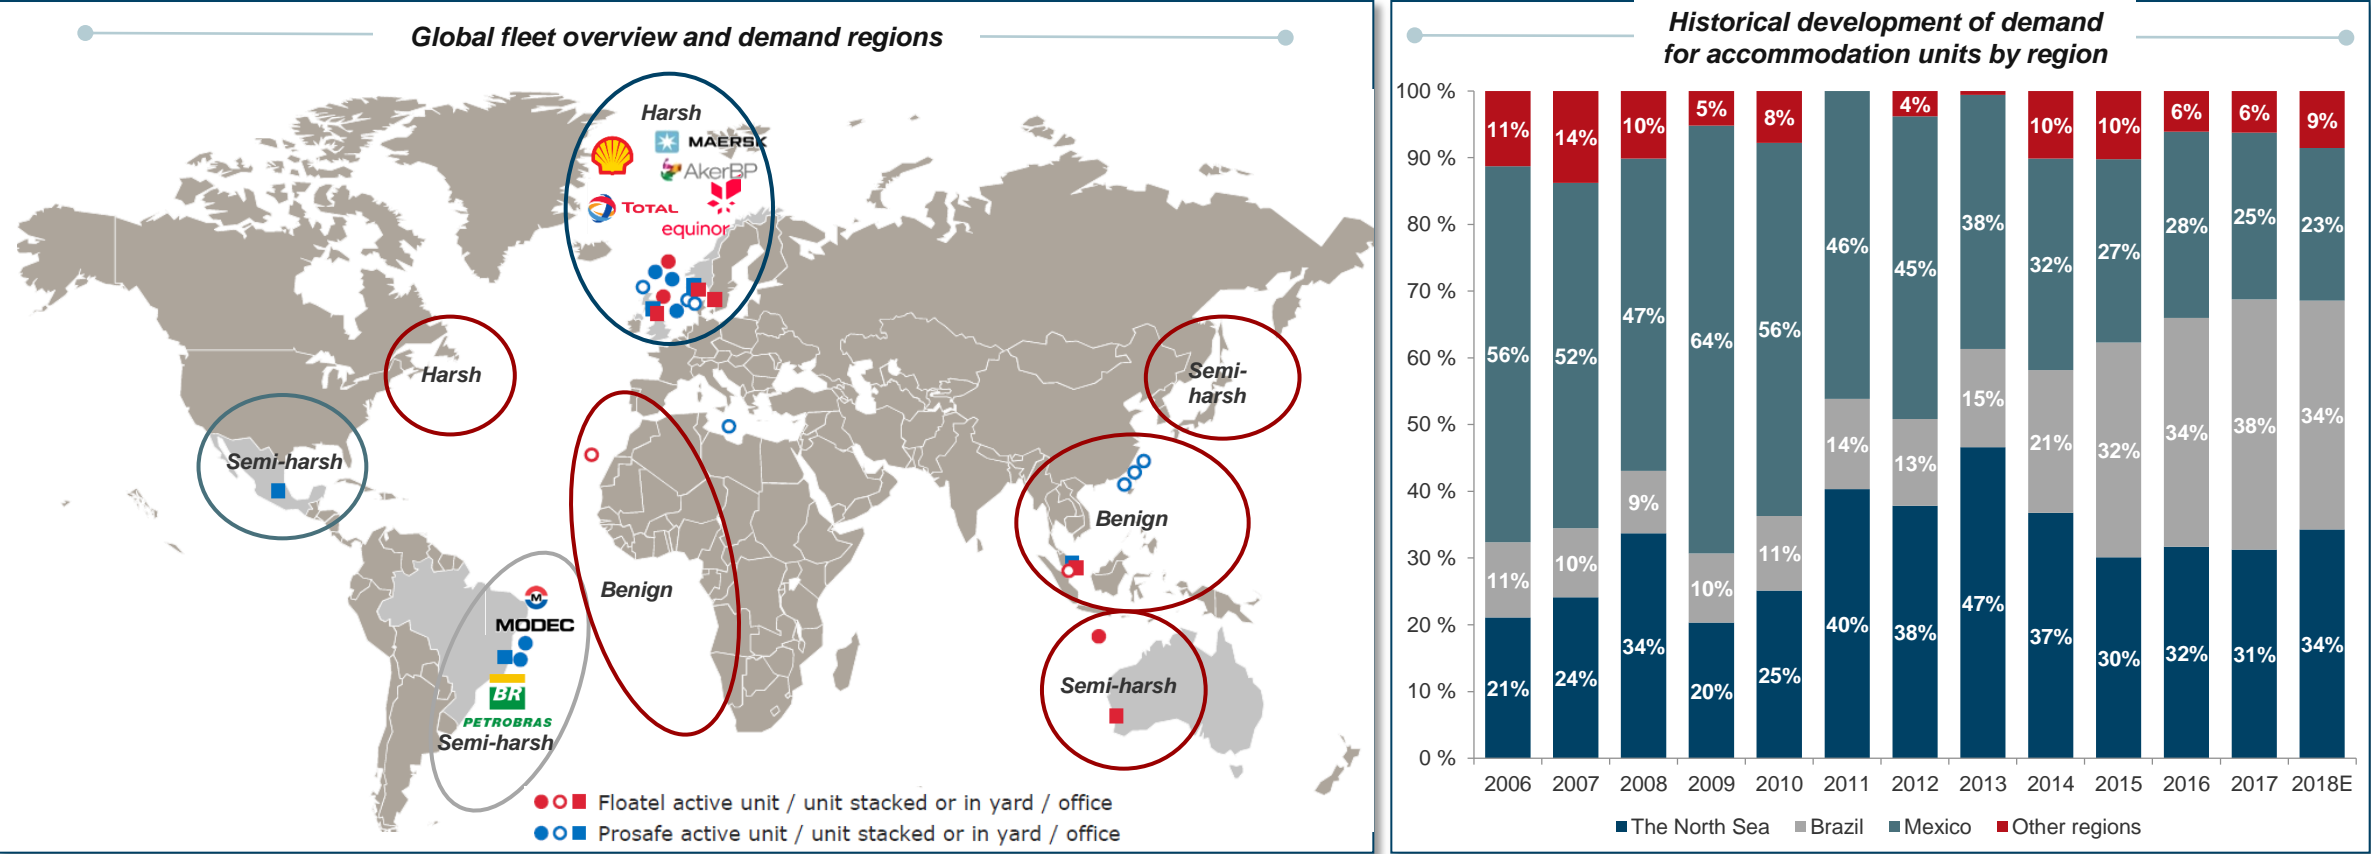 Global fleet overview and demand regions
Harsh
MAERSK
AkerBP
TOTAL
equinor
Harsh
Semi-
harsh
Semi-harsh
Benign
Benign
M
MODEC
BR
PETROBRAS
Semi-harsh
Semi-harsh
Floatel active unit / unit stacked or in yard / office
Prosafe active unit / unit stacked or in yard / office
Historical development of demand
for accommodation units by region
100 %
90 %
80 %
70 %
60 %
50 %
40 %
30 %
20 %
10 %
0 %
11% 14% 10% 5% 8% 4% 10% 10% 6% 6% 9%
56% 52% 47% 64% 56% 46% 45% 38% 32% 27% 28% 25% 23%
11% 10% 9% 10% 11% 14% 13% 15% 21% 32% 34% 38% 34%
21% 24% 34% 20% 25% 40% 38% 47% 37% 30% 32% 31% 34%
2006 2007 2008 2009 2010 2011 2012 2013 2014 2015 2016 2017 2018E
The North Sea Brazil Mexico Other regions